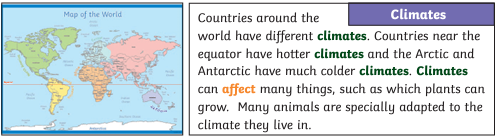 Map of the World
Climates
Countries around the
world have different climates. Countries near the
equator have hotter climates and the Arctic and
Antarctic have much colder climates. Climates
can affect many things, such as which plants can
grow. Many animals are specially adapted to the
climate they live in.